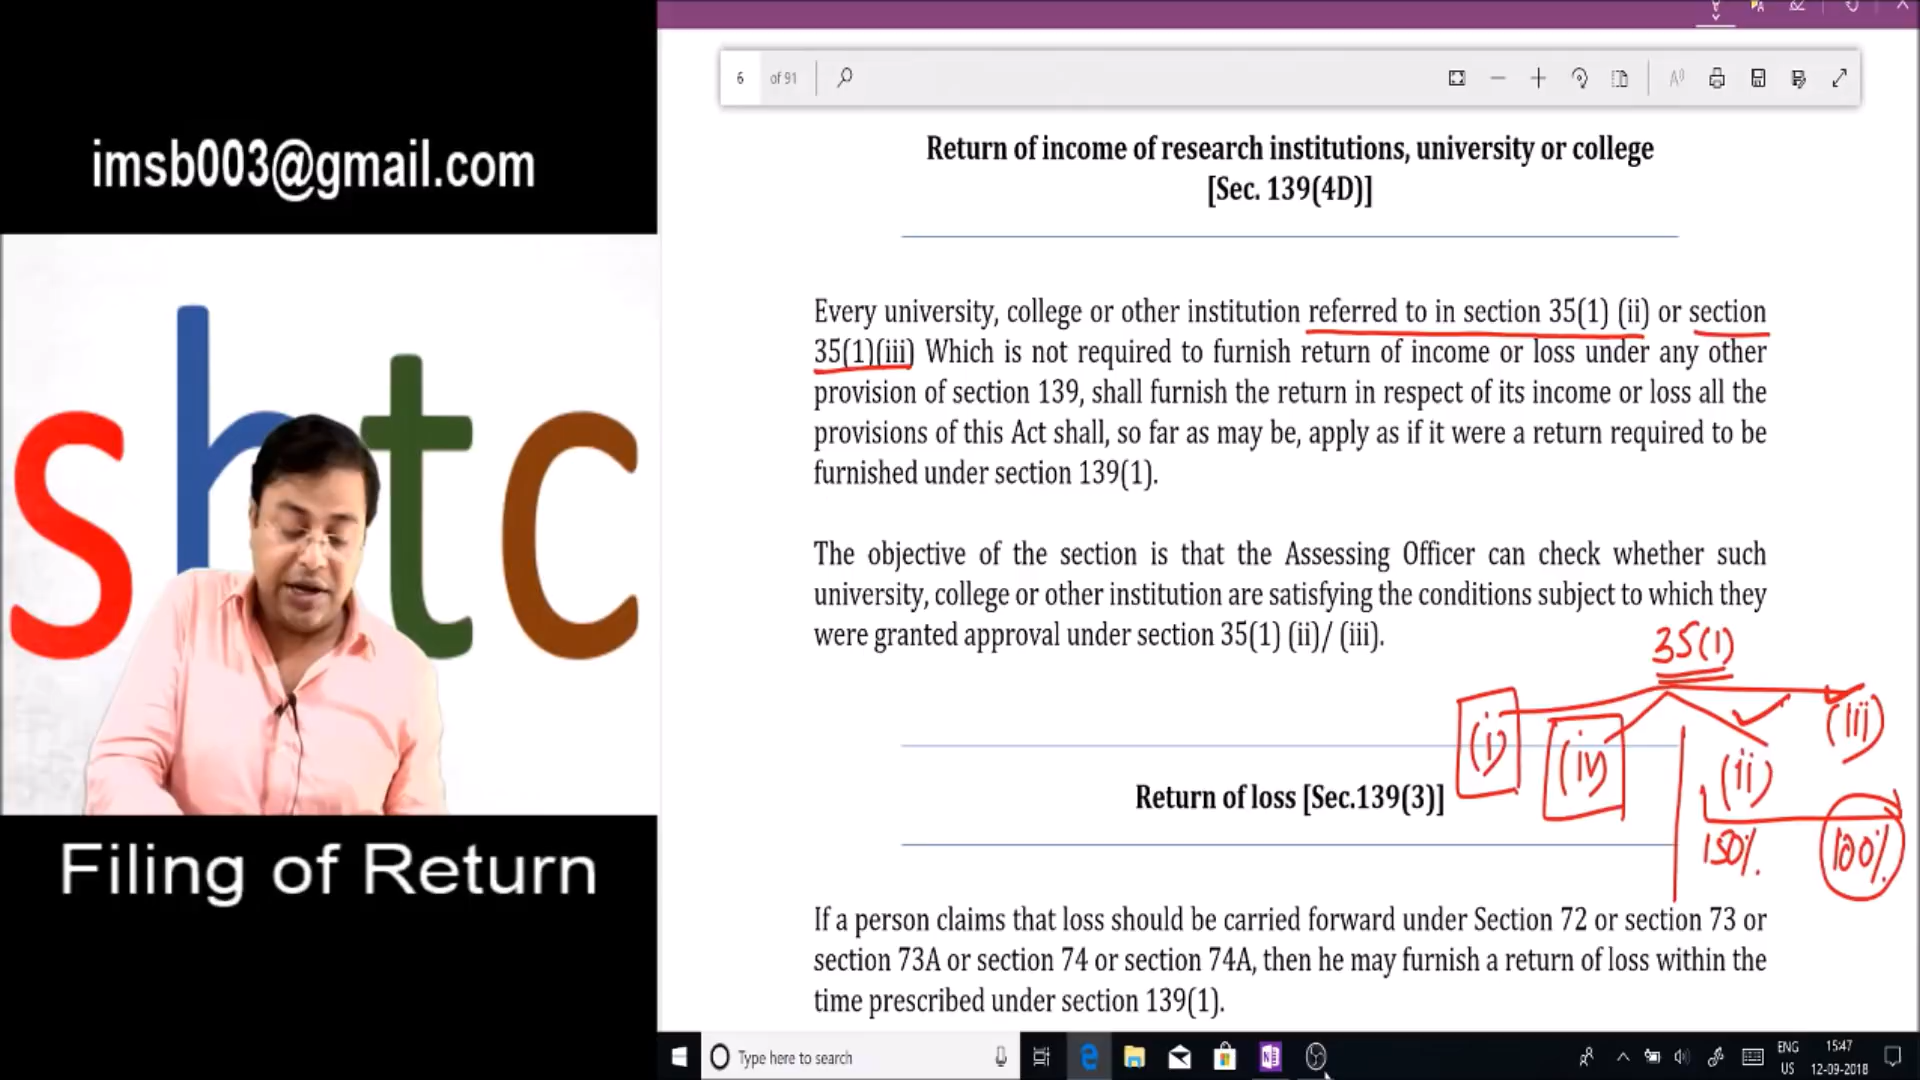 imsb003@gmail.com
shtc
Filing of Return
6 of 91
Return of income of research institutions, university or college
[Sec. 139(4D)]
Every university, college or other institution referred to in section 35(1) (ii) or section
35(1)(iii) Which is not required to furnish return of income or loss under any other
provision of section 139, shall furnish the return in respect of its income or loss all the
provisions of this Act shall, so far as may be, apply as if it were a return required to be
furnished under section 139(1).
The objective of the section is that the Assessing Officer can check whether such
university, college or other institution are satisfying the conditions subject to which they
were granted approval under section 35(1) (ii)/ (iii).
35(1)
(i) (iv) (ii) (iii)
150% 100%
Return of loss [Sec.139(3)]
If a person claims that loss should be carried forward under Section 72 or section 73 or
section 73A or section 74 or section 74A, then he may furnish a return of loss within the
time prescribed under section 139(1).
Type here to search
ENG
US
15:47
12-09-2018